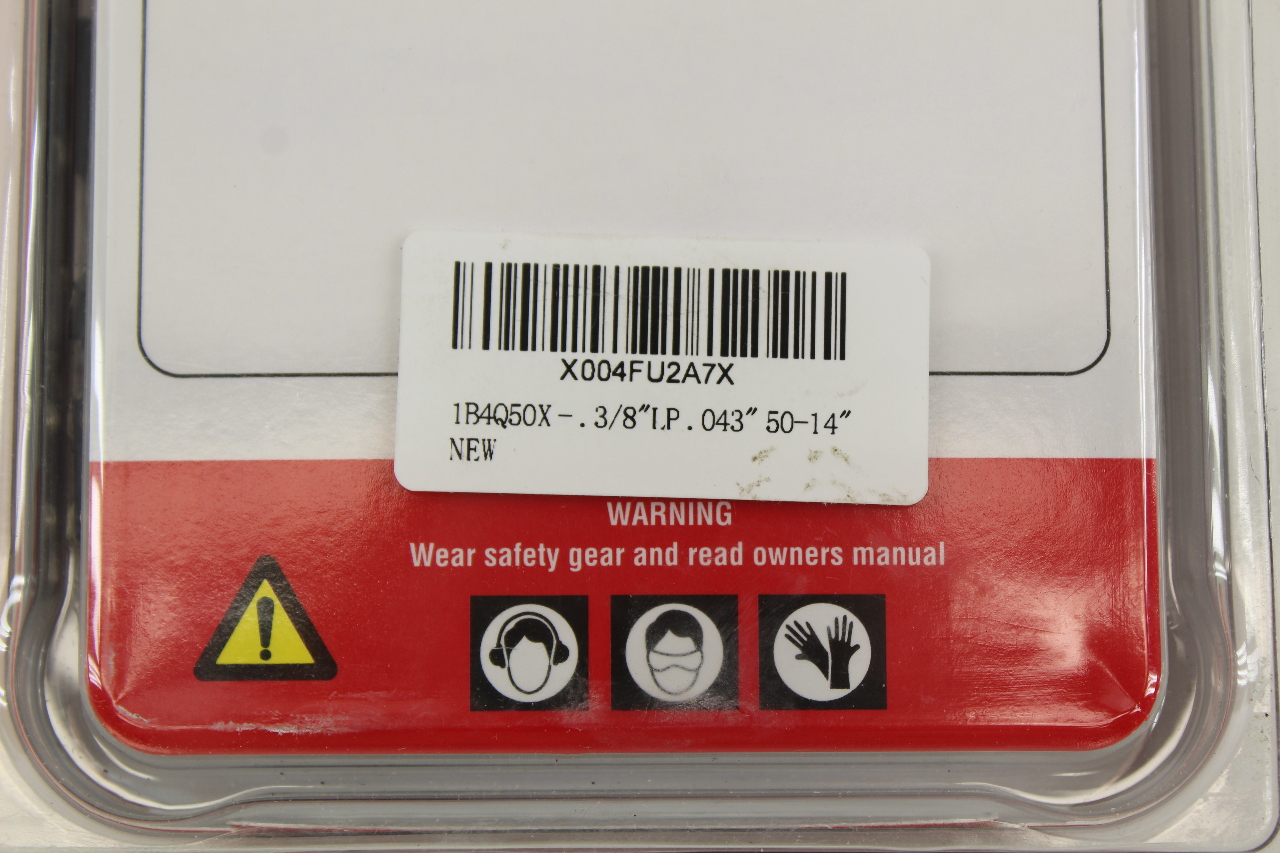 X004FU2A7X
1B4Q50X-.3/8"LP.043" 50-14"
NEW
WARNING
Wear safety gear and read owners manual